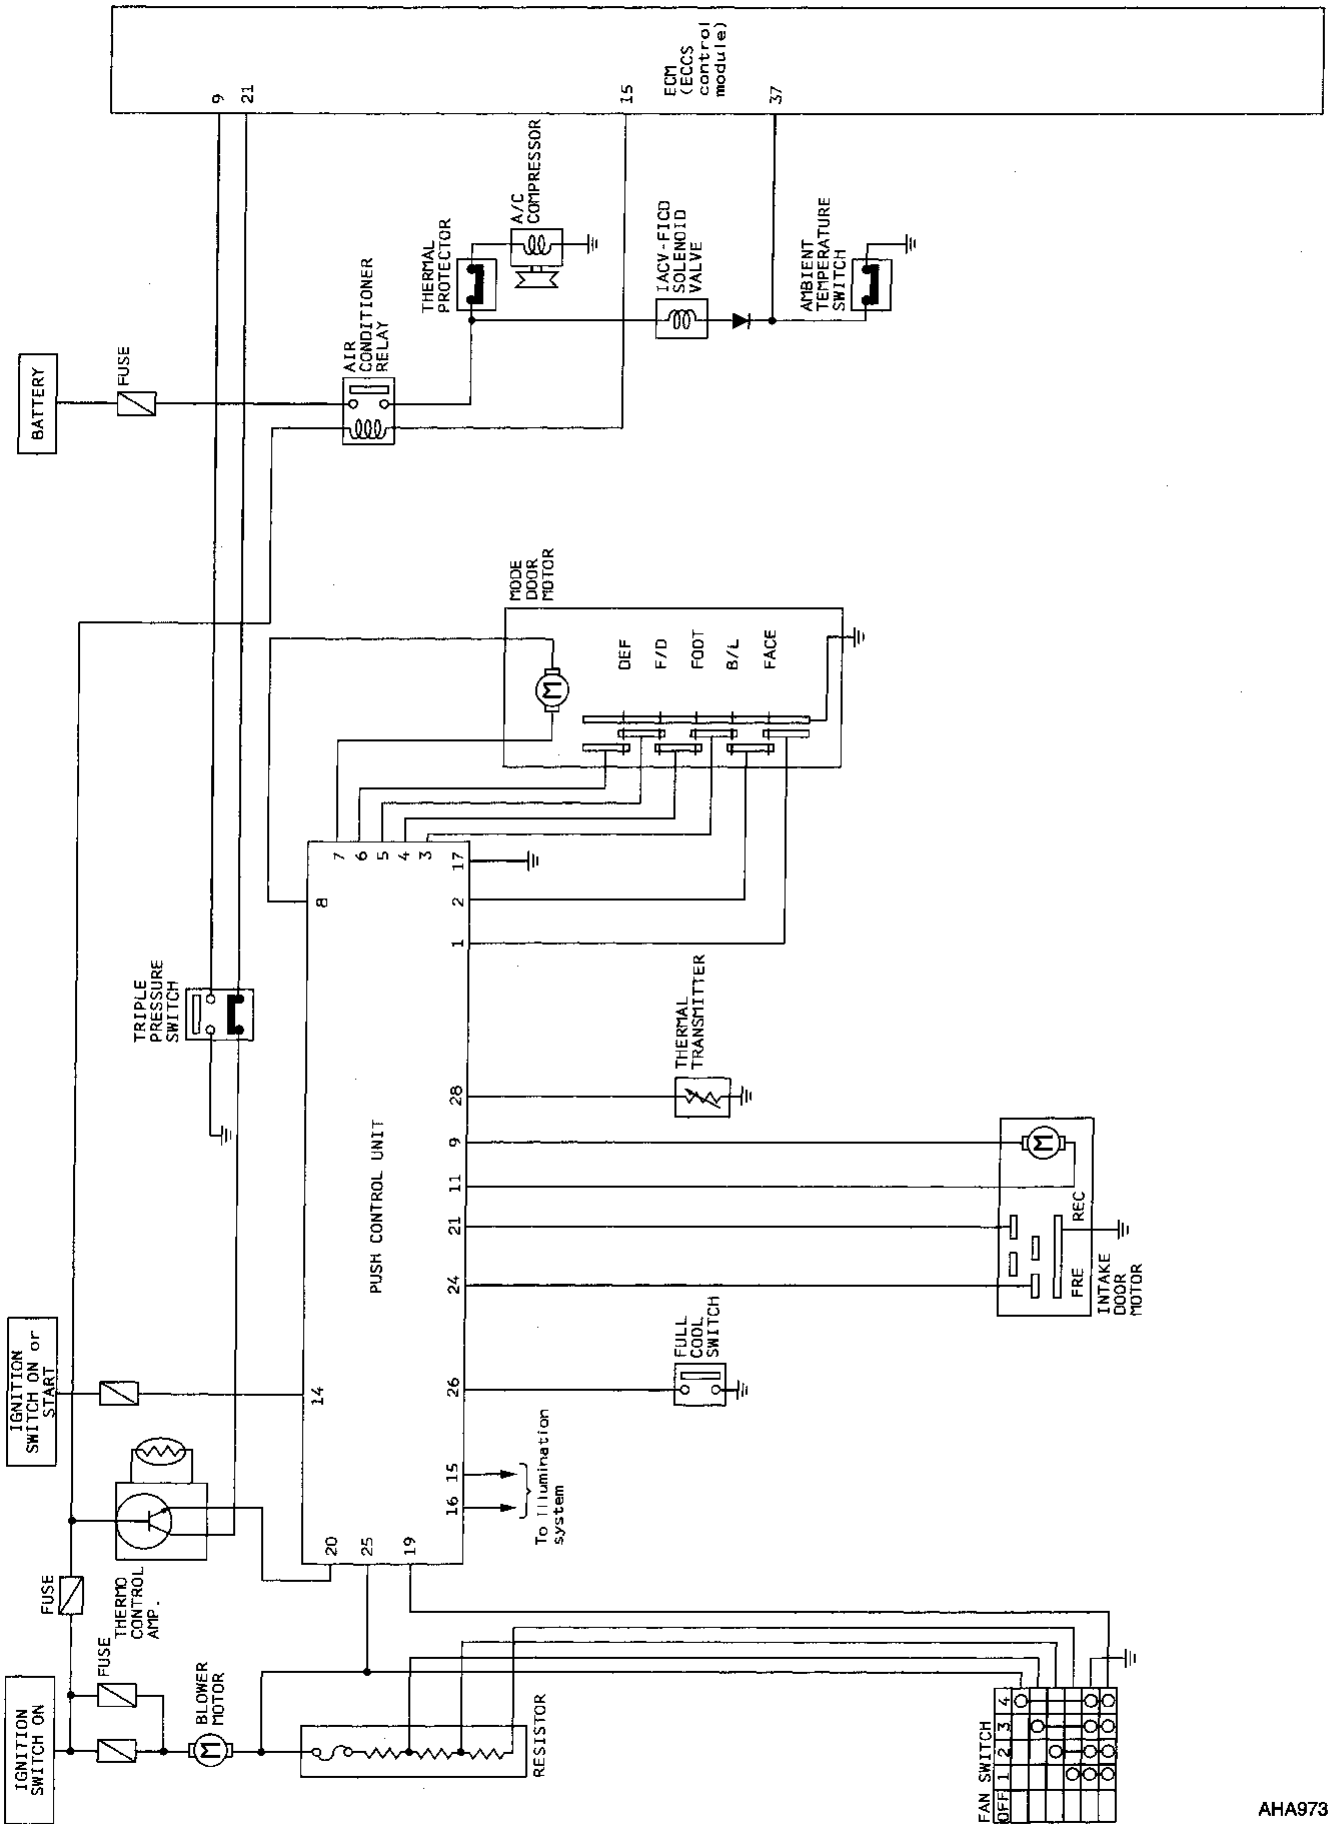 9
21
15
ECM
(ECCS
control
module)
37
BATTERY
FUSE
AIR
CONDITIONER
RELAY
THERMAL
PROTECTOR
A/C
COMPRESSOR
IACV-FICD
SOLENOID
VALVE
AMBIENT
TEMPERATURE
SWITCH
MODE
DOOR
MOTOR
M
DEF
F/D
FOOT
B/L
FACE
TRIPLE
PRESSURE
SWITCH
8
7
6
5
4
3
17
2
1
28
9
11
21
24
26
15
16
14
20
25
19
PUSH CONTROL UNIT
THERMAL
TRANSMITTER
M
REC
FRE
INTAKE
DOOR
MOTOR
FULL
COOL
SWITCH
To Illumination
system
IGNITION
SWITCH ON or
START
FUSE
THERMO
CONTROL
AMP.
IGNITION
SWITCH ON
FUSE
BLOWER
MOTOR
M
RESISTOR
FAN SWITCH
OFF 1 2 3 4
AHA973